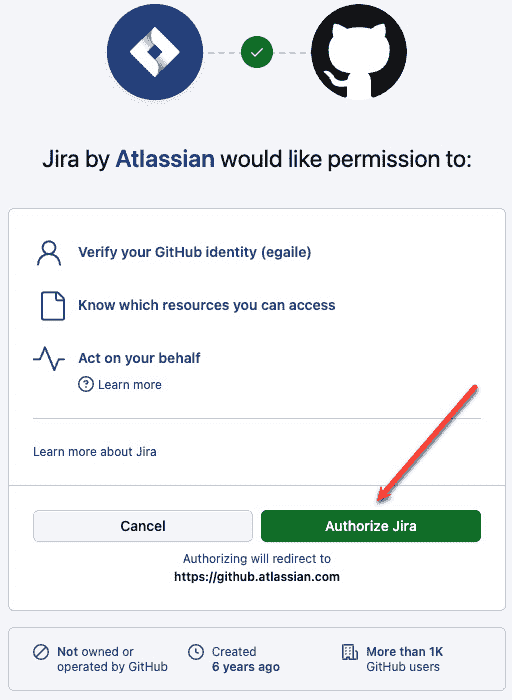 Jira by Atlassian would like permission to:
Verify your GitHub identity (egaile)
Know which resources you can access
Act on your behalf
Learn more
Learn more about Jira
Cancel
Authorize Jira
Authorizing will redirect to
https://github.atlassian.com
Not owned or
operated by GitHub
Created
6 years ago
More than 1K
GitHub users